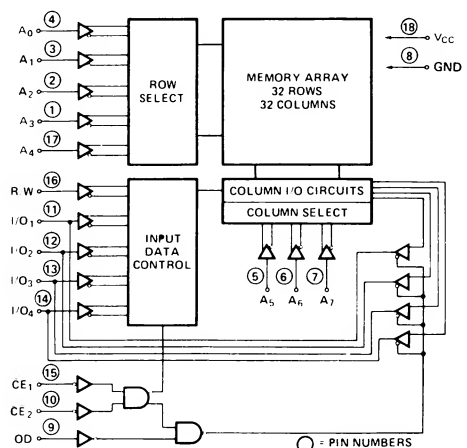 ④ A0
③ A1
② A2
① A3
⑰ A4
ROW
SELECT
MEMORY ARRAY
32 ROWS
32 COLUMNS
⑱ VCC
⑧ GND
⑯ R/W
⑪ I/O1
⑫ I/O2
⑬ I/O3
⑭ I/O4
INPUT
DATA
CONTROL
COLUMN I/O CIRCUITS
COLUMN SELECT
⑤ ⑥ ⑦
A5 A6 A7
⑮ CE1
⑩ CE2
⑨ OD
= PIN NUMBERS